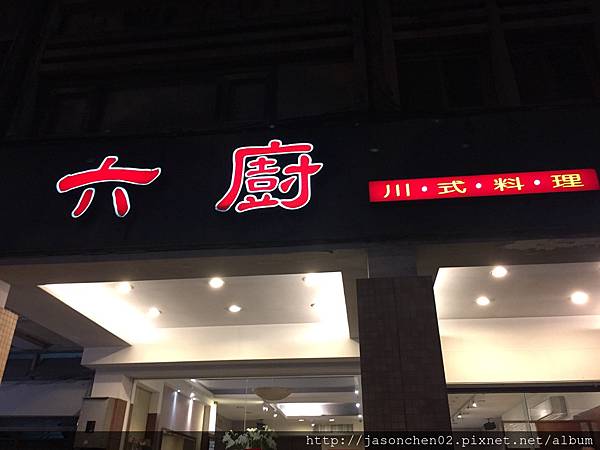 六廚
川·式·料·理
http://jasonchen02.pixnet.net/album